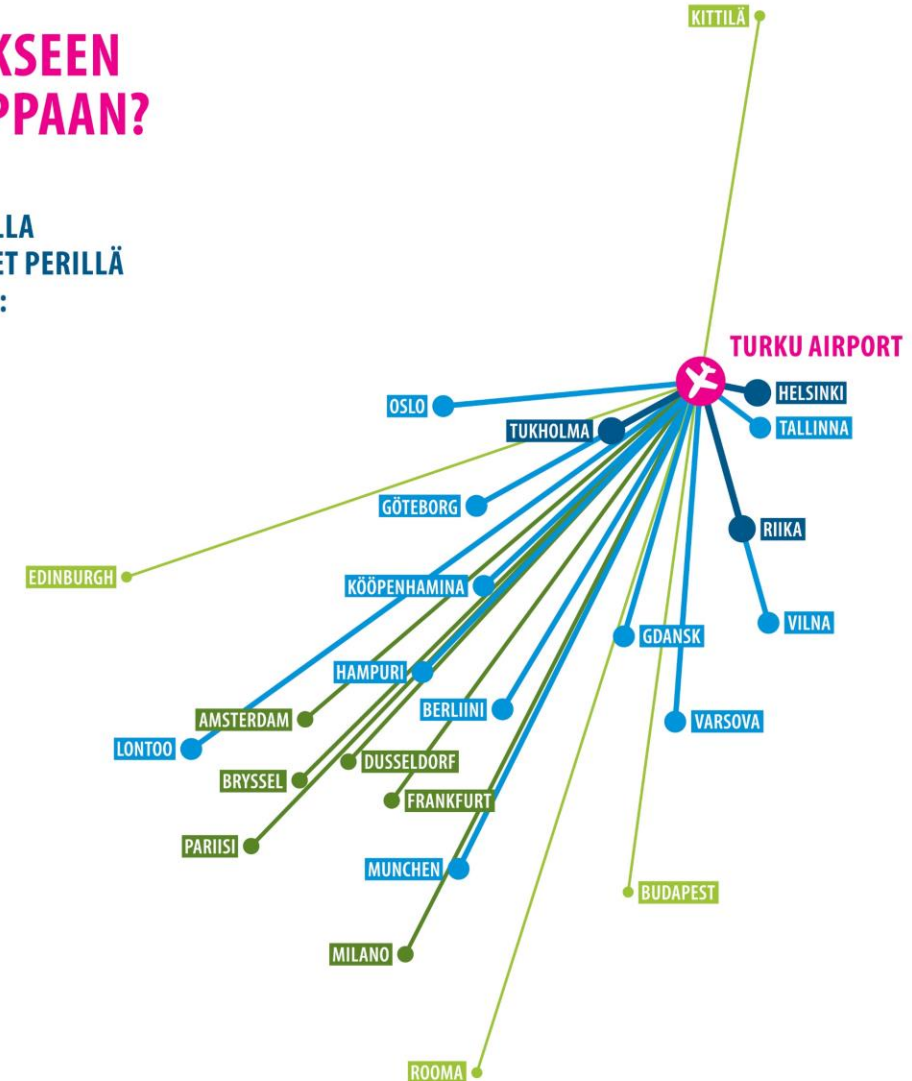 KITTILÄ
KSEEN
PPAAN?
LLA
ET PERILLÄ
:
TURKU AIRPORT
HELSINKI
OSLO
TALLINNA
TUKHOLMA
GÖTEBORG
RIIKA
EDINBURGH
KÖÖPENHAMINA
VILNA
GDANSK
HAMPURI
BERLIINI
AMSTERDAM
VARSOVA
LONTOO
DUSSELDORF
BRYSSEL
FRANKFURT
PARIISI
MUNCHEN
BUDAPEST
MILANO
ROOMA